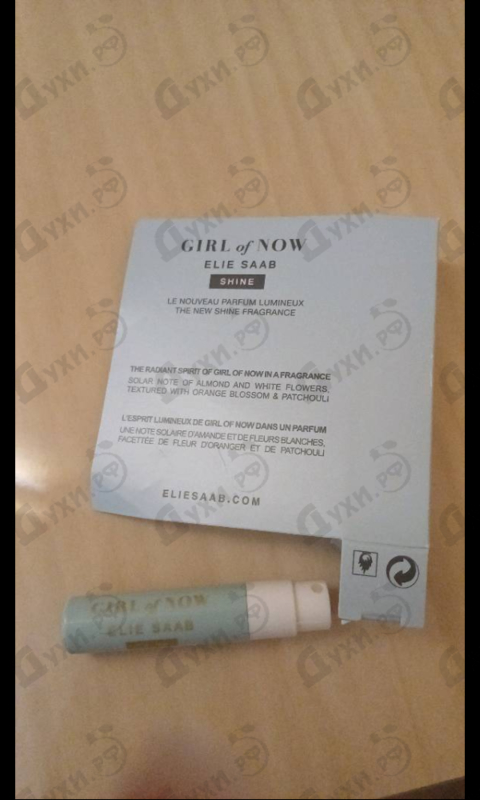 GIRL of NOW
ELIE SAAB
SHINE
LE NOUVEAU PARFUM LUMINEUX
THE NEW SHINE FRAGRANCE
THE RADIANT SPIRIT OF GIRL OF NOW IN A FRAGRANCE
SOLAR NOTE OF ALMOND AND WHITE FLOWERS,
TEXTURED WITH ORANGE BLOSSOM & PATCHOULI
L'ESPRIT LUMINEUX DE GIRL OF NOW DANS UN PARFUM
UNE NOTE SOLAIRE D'AMANDE ET DE FLEURS BLANCHES,
FACETTÉE DE FLEUR D'ORANGER ET DE PATCHOULI
ELIESAAB.COM
GIRL of NOW
ELIE SAAB
Духи.рф